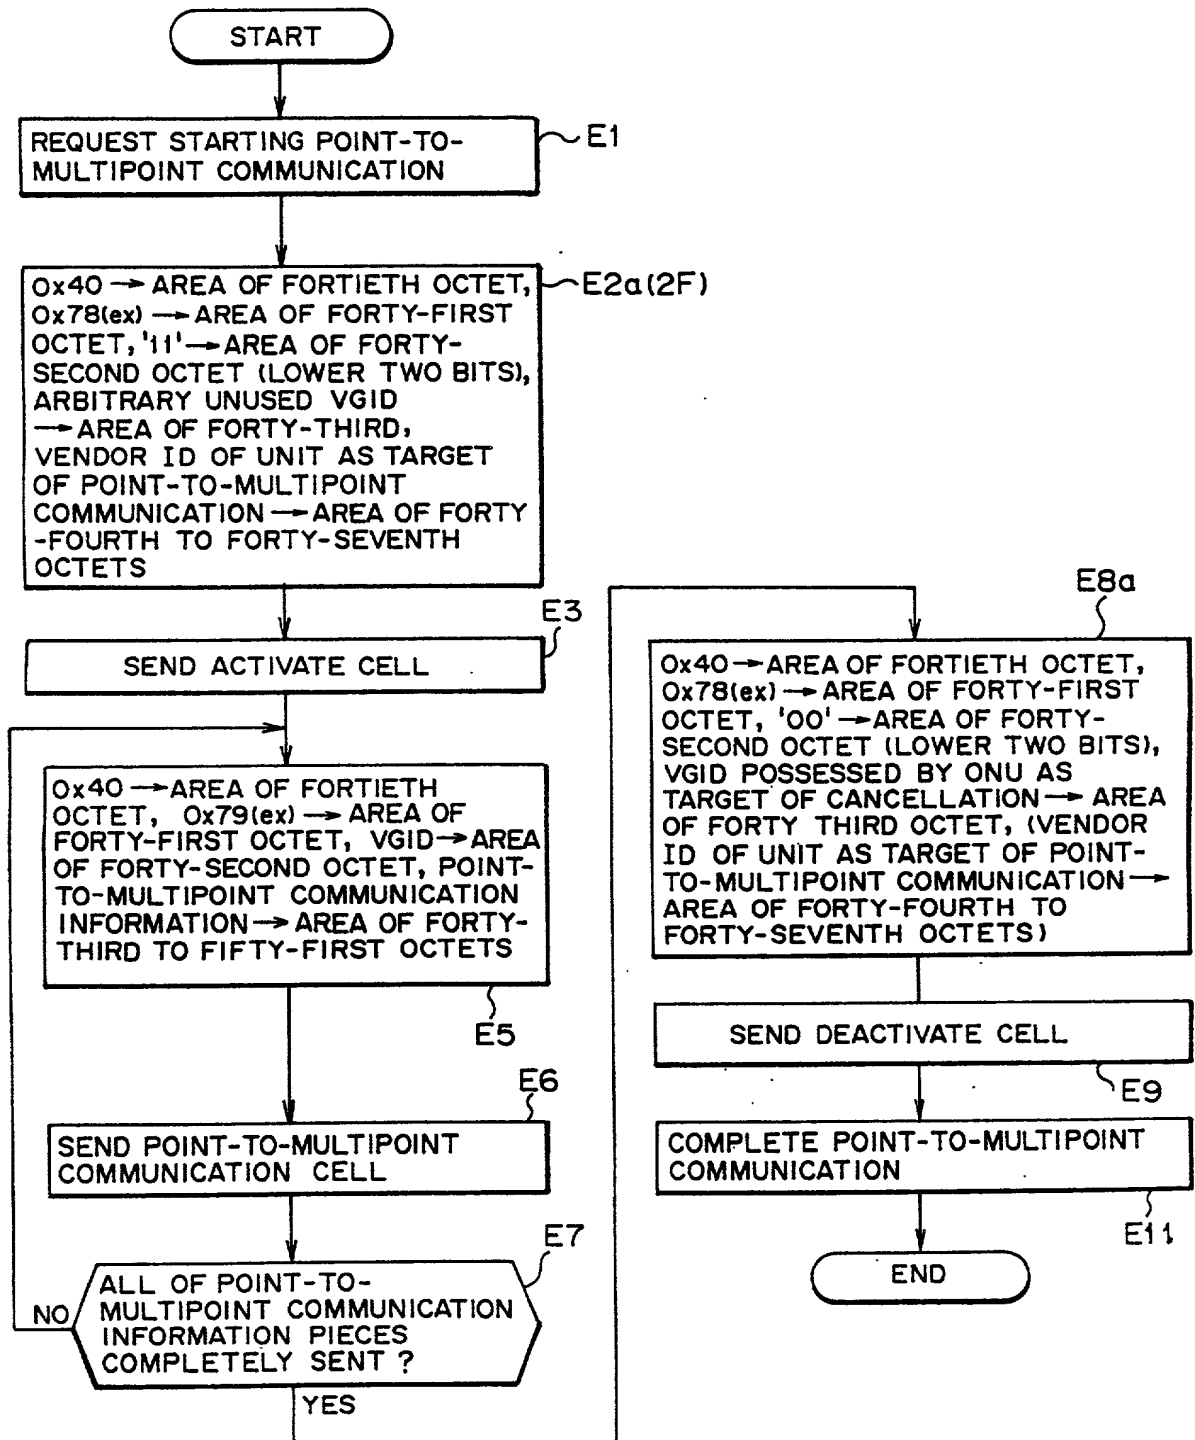 START
REQUEST STARTING POINT-TO-
MULTIPOINT COMMUNICATION
E1
0x40→AREA OF FORTIETH OCTET,
0x78(ex)→AREA OF FORTY-FIRST
OCTET,'11'→AREA OF FORTY-
SECOND OCTET (LOWER TWO BITS),
ARBITRARY UNUSED VGID
→AREA OF FORTY-THIRD,
VENDOR ID OF UNIT AS TARGET
OF POINT-TO-MULTIPOINT
COMMUNICATION→AREA OF FORTY
-FOURTH TO FORTY-SEVENTH
OCTETS
E2a(2F)
E3
SEND ACTIVATE CELL
0x40→AREA OF FORTIETH
OCTET, 0x79(ex)→AREA OF
FORTY-FIRST OCTET, VGID→AREA
OF FORTY-SECOND OCTET, POINT-
TO-MULTIPOINT COMMUNICATION
INFORMATION→AREA OF FORTY-
THIRD TO FIFTY-FIRST OCTETS
E5
E6
SEND POINT-TO-MULTIPOINT
COMMUNICATION CELL
E7
ALL OF POINT-TO-
MULTIPOINT COMMUNICATION
INFORMATION PIECES
COMPLETELY SENT ?
NO
YES
E8a
0x40→AREA OF FORTIETH OCTET,
0x78(ex)→AREA OF FORTY-FIRST
OCTET, '00'→AREA OF FORTY-
SECOND OCTET (LOWER TWO BITS),
VGID POSSESSED BY ONU AS
TARGET OF CANCELLATION→AREA
OF FORTY THIRD OCTET, (VENDOR
ID OF UNIT AS TARGET OF POINT-
TO-MULTIPOINT COMMUNICATION→
AREA OF FORTY-FOURTH TO
FORTY-SEVENTH OCTETS)
SEND DEACTIVATE CELL
E9
COMPLETE POINT-TO-MULTIPOINT
COMMUNICATION
E11
END